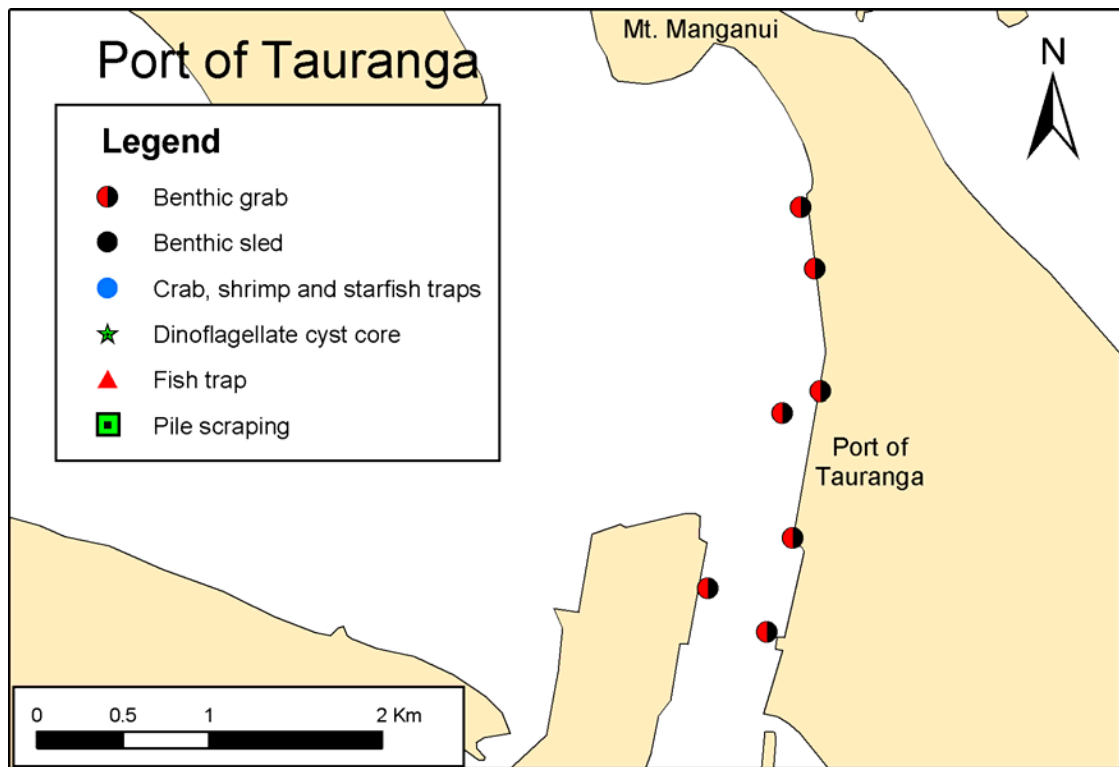 Port of Tauranga
Mt. Manganui
N
Legend
Benthic grab
Benthic sled
Crab, shrimp and starfish traps
Dinoflagellate cyst core
Fish trap
Pile scraping
Port of
Tauranga
0 0.5 1 2 Km